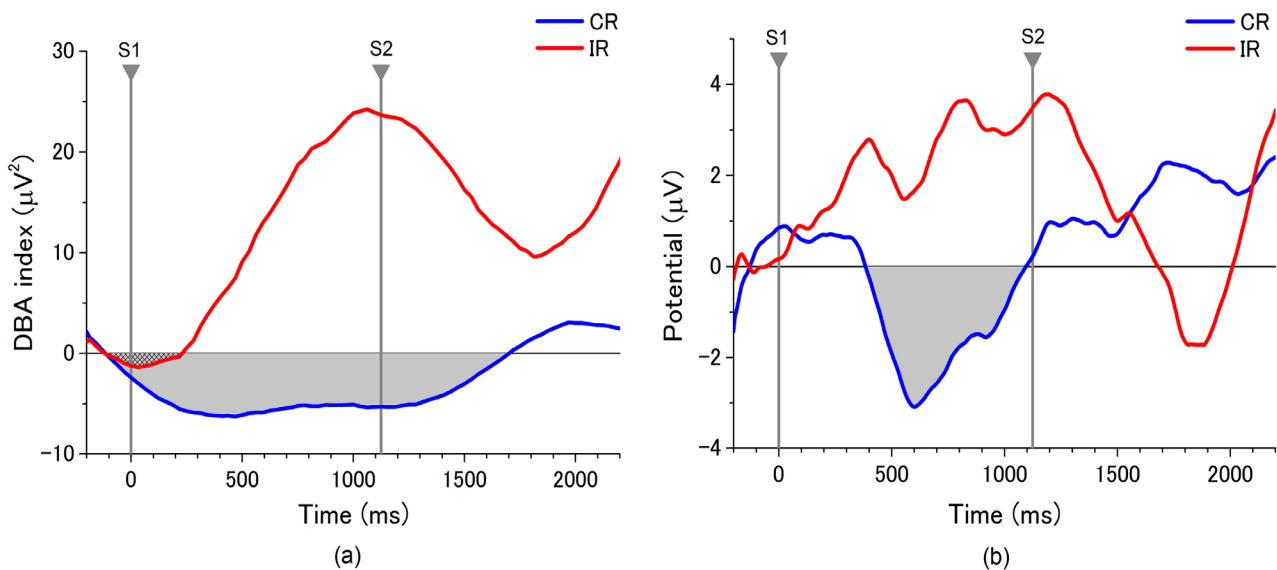 CR
IR
S1
S2
30
20
10
0
-10
DBA index (μV²)
0
500
1000
1500
2000
Time (ms)
(a)
CR
IR
S1
S2
4
2
0
-2
-4
Potential (μV)
0
500
1000
1500
2000
Time (ms)
(b)